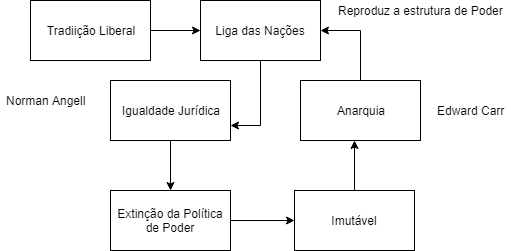 Reproduz a estrutura de Poder
Tradiição Liberal
Liga das Nações
Norman Angell
Igualdade Jurídica
Anarquia
Edward Carr
Extinção da Política
de Poder
Imutável